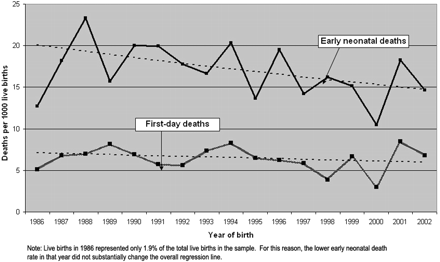 25
20
15
10
5
0
Deaths per 1000 live births
Early neonatal deaths
First-day deaths
1986 1987 1988 1989 1990 1991 1992 1993 1994 1995 1996 1997 1998 1999 2000 2001 2002
Year of birth
Note: Live births in 1986 represented only 1.9% of the total live births in the sample. For this reason, the lower early neonatal death
rate in that year did not substantially change the overall regression line.